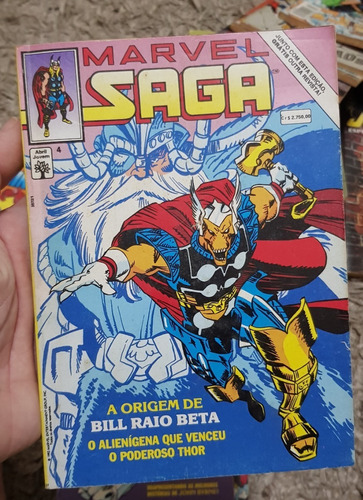 MARVEL
SAGA
JUNTO COM ESTA EDIÇÃO,
GRÁTIS OUTRA REVISTA!
Cr$ 2.750,00
Abril
Jovem
4
A ORIGEM DE
BILL RAIO BETA
O ALIENÍGENA QUE VENCEU
O PODEROSO THOR